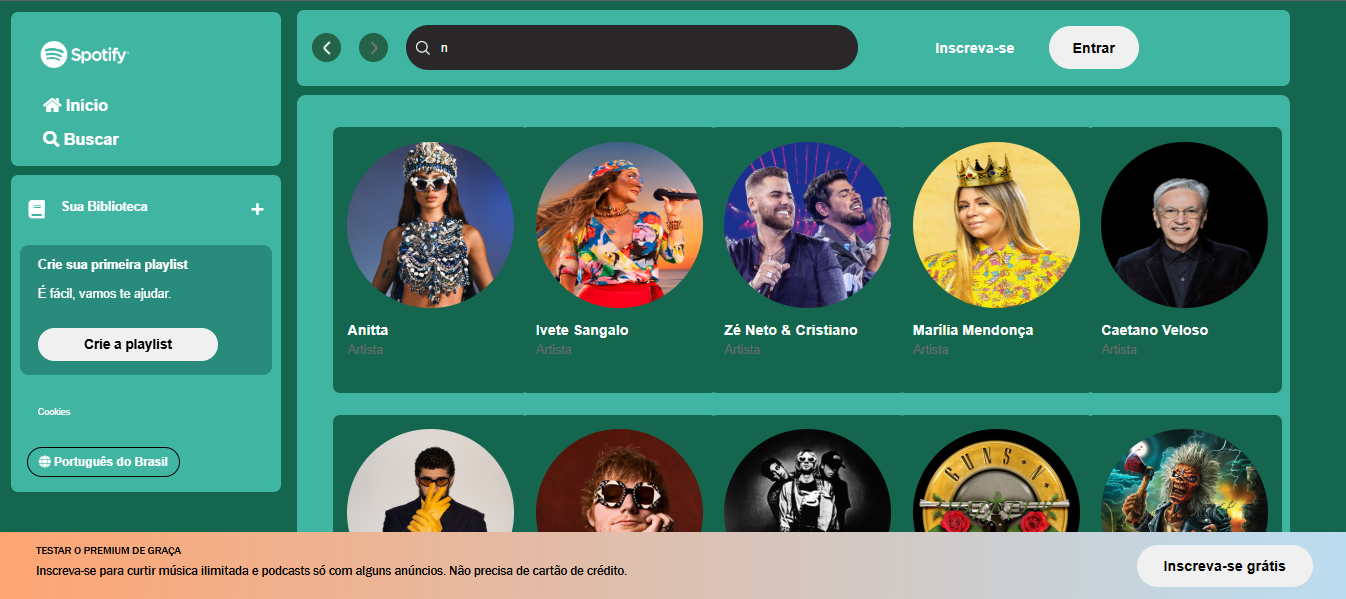 Spotify
Início
Buscar
Sua Biblioteca
+
Crie sua primeira playlist
É fácil, vamos te ajudar.
Crie a playlist
Cookies
Português do Brasil
n
Inscreva-se
Entrar
Anitta
Artista
Ivete Sangalo
Artista
Zé Neto & Cristiano
Artista
Marília Mendonça
Artista
Caetano Veloso
Artista
GUNS N'
TESTAR O PREMIUM DE GRAÇA
Inscreva-se para curtir música ilimitada e podcasts só com alguns anúncios. Não precisa de cartão de crédito.
Inscreva-se grátis